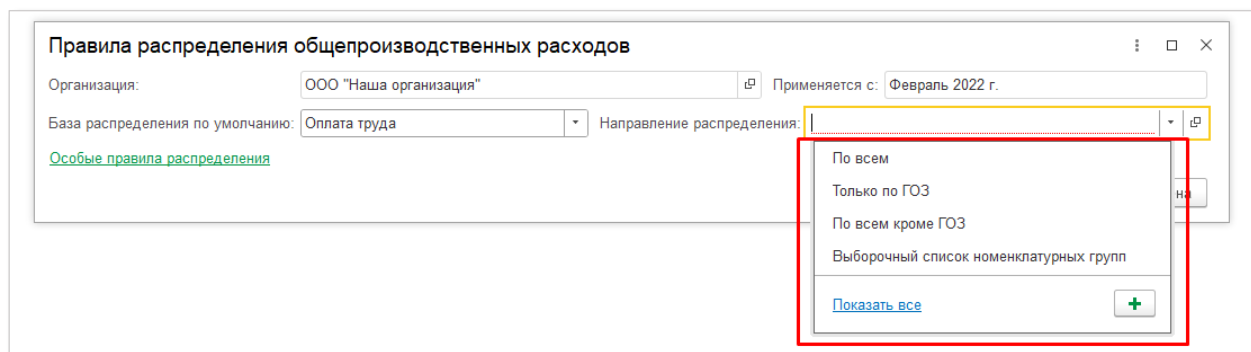 Правила распределения общепроизводственных расходов
Организация: ООО "Наша организация" Применяется с: Февраль 2022 г.
База распределения по умолчанию: Оплата труда Направление распределения:
Особые правила распределения
По всем
Только по ГОЗ
По всем кроме ГОЗ
Выборочный список номенклатурных групп
Показать все